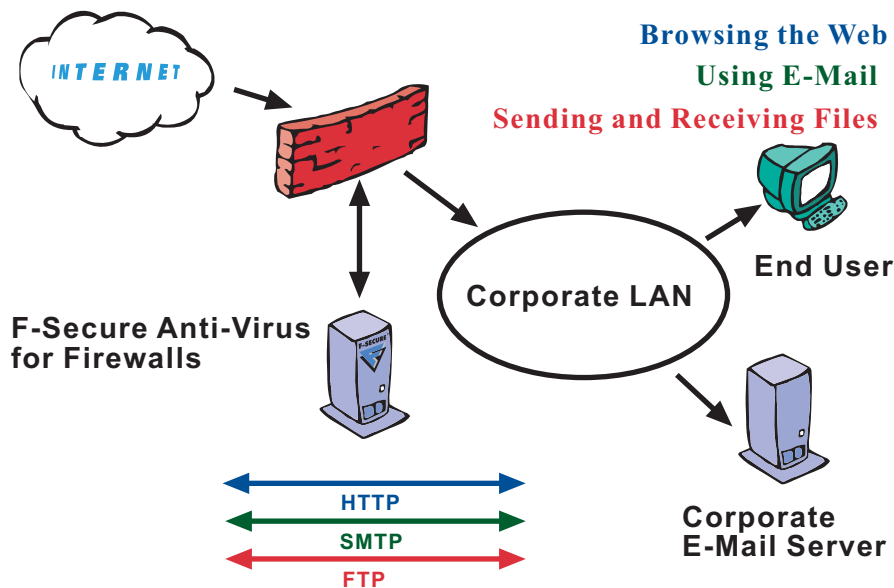 Browsing the Web
INTERNET
Using E-Mail
Sending and Receiving Files
End User
Corporate LAN
F-Secure Anti-Virus
for Firewalls
F-SECURE
HTTP
SMTP
FTP
Corporate
E-Mail Server